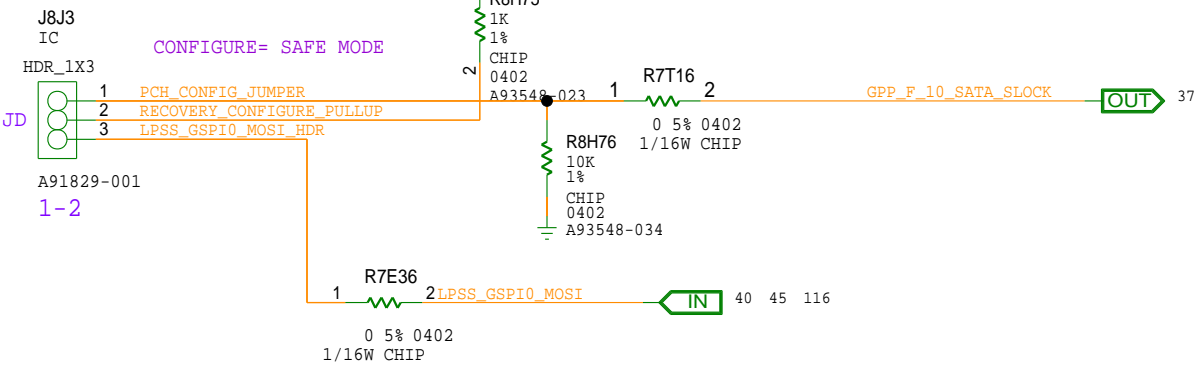 R8H75
J8J3
1K
IC
1%
CONFIGURE= SAFE MODE
CHIP
HDR_1X3
2
0402
R7T16
1
PCH_CONFIG_JUMPER
A93548-023
1
2
GPP_F_10_SATA_SLOCK
OUT
37
2
RECOVERY_CONFIGURE_PULLUP
JD
3
LPSS_GSPI0_MOSI_HDR
0 5% 0402
1/16W CHIP
R8H76
10K
1%
CHIP
0402
A93548-034
A91829-001
1-2
R7E36
1
2
LPSS_GSPI0_MOSI
IN
40 45 116
0 5% 0402
1/16W CHIP